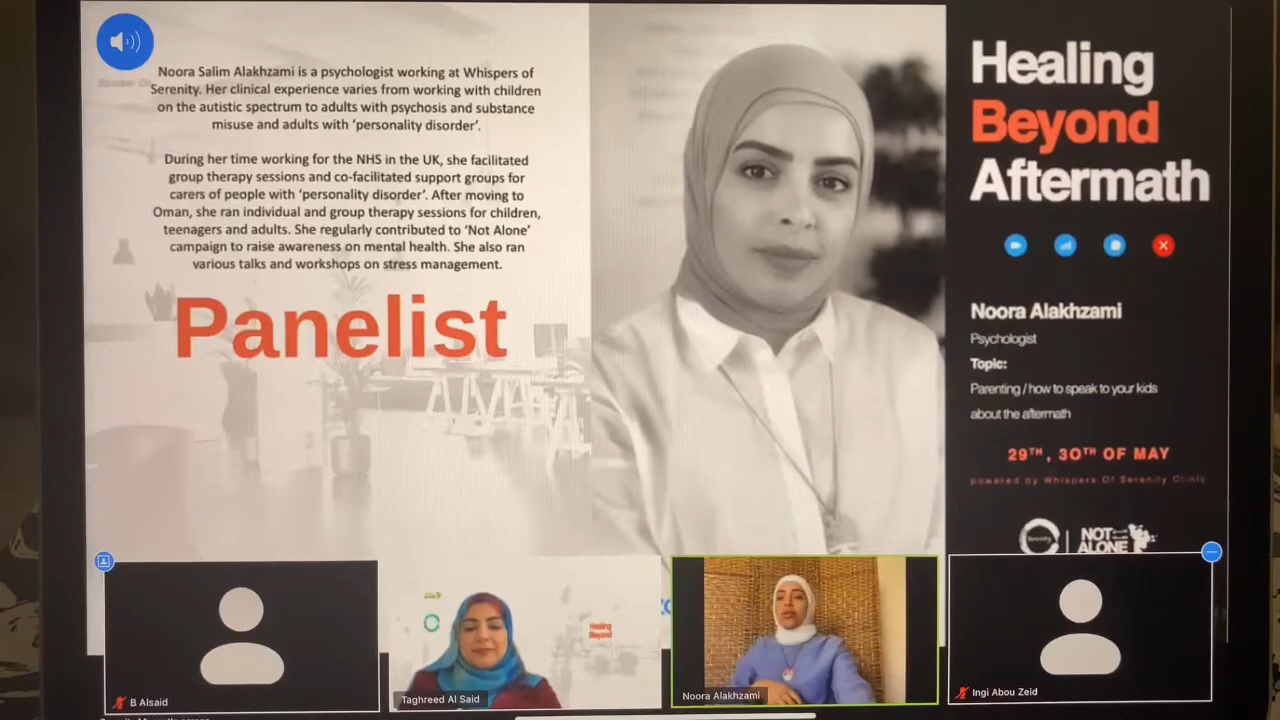 Noora Salim Alakhzami is a psychologist working at Whispers of
Serenity. Her clinical experience varies from working with children
on the autistic spectrum to adults with psychosis and substance
misuse and adults with ‘personality disorder’.
During her time working for the NHS in the UK, she facilitated
group therapy sessions and co-facilitated support groups for
carers of people with ‘personality disorder’. After moving to
Oman, she ran individual and group therapy sessions for children,
teenagers and adults. She regularly contributed to ‘Not Alone’
campaign to raise awareness on mental health. She also ran
various talks and workshops on stress management.
Panelist
Healing
Beyond
Aftermath
Noora Alakhzami
Psychologist
Topic:
Parenting / how to speak to your kids
about the aftermath
29TH, 30TH OF MAY
powered by Whispers Of Serenity Clinic
Serenity
NOT
ALONE
Healing
Beyond
B Alsaid
Taghreed Al Said
Noora Alakhzami
Ingi Abou Zeid